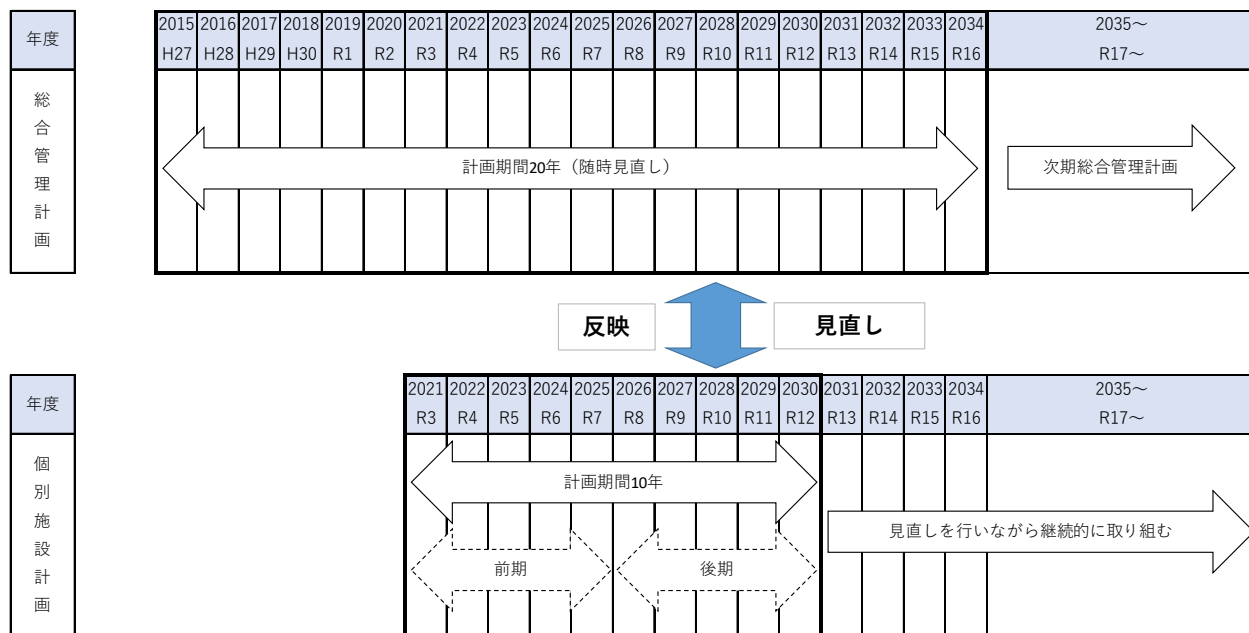 年度 2015 2016 2017 2018 2019 2020 2021 2022 2023 2024 2025 2026 2027 2028 2029 2030 2031 2032 2033 2034 2035～
H27 H28 H29 H30 R1 R2 R3 R4 R5 R6 R7 R8 R9 R10 R11 R12 R13 R14 R15 R16 R17～
総合管理計画
計画期間20年（随時見直し）
次期総合管理計画
反映
見直し
年度 2021 2022 2023 2024 2025 2026 2027 2028 2029 2030 2031 2032 2033 2034 2035～
R3 R4 R5 R6 R7 R8 R9 R10 R11 R12 R13 R14 R15 R16 R17～
個別施設計画
計画期間10年
見直しを行いながら継続的に取り組む
前期
後期